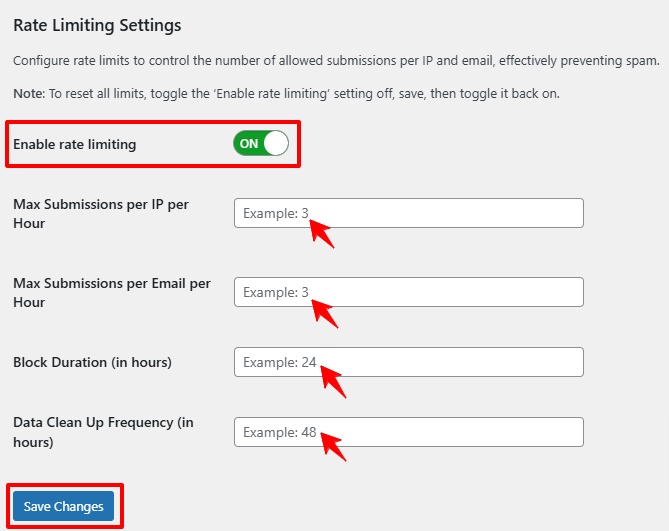 Rate Limiting Settings
Configure rate limits to control the number of allowed submissions per IP and email, effectively preventing spam.
Note: To reset all limits, toggle the ‘Enable rate limiting’ setting off, save, then toggle it back on.
Enable rate limiting
ON
Max Submissions per IP per
Hour
Example: 3
Max Submissions per Email per
Hour
Example: 3
Block Duration (in hours)
Example: 24
Data Clean Up Frequency (in
hours)
Example: 48
Save Changes